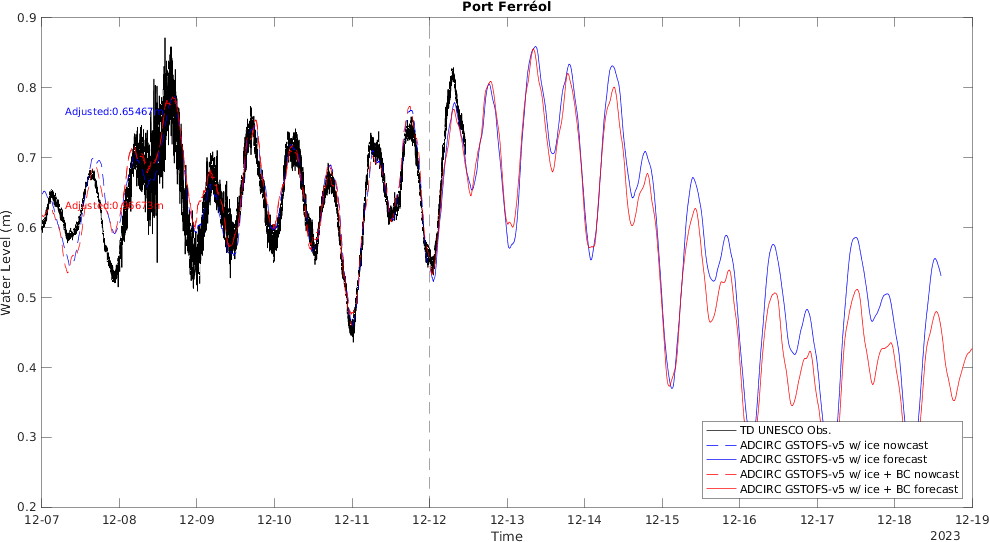 Port Ferréol
Water Level (m)
0.9
0.8
0.7
0.6
0.5
0.4
0.3
0.2
Adjusted:0.65467
TD UNESCO Obs.
ADCIRC GSTOFS-v5 w/ ice nowcast
ADCIRC GSTOFS-v5 w/ ice forecast
ADCIRC GSTOFS-v5 w/ ice + BC nowcast
ADCIRC GSTOFS-v5 w/ ice + BC forecast
12-07 12-08 12-09 12-10 12-11 12-12 12-13 12-14 12-15 12-16 12-17 12-18 12-19
Time
2023